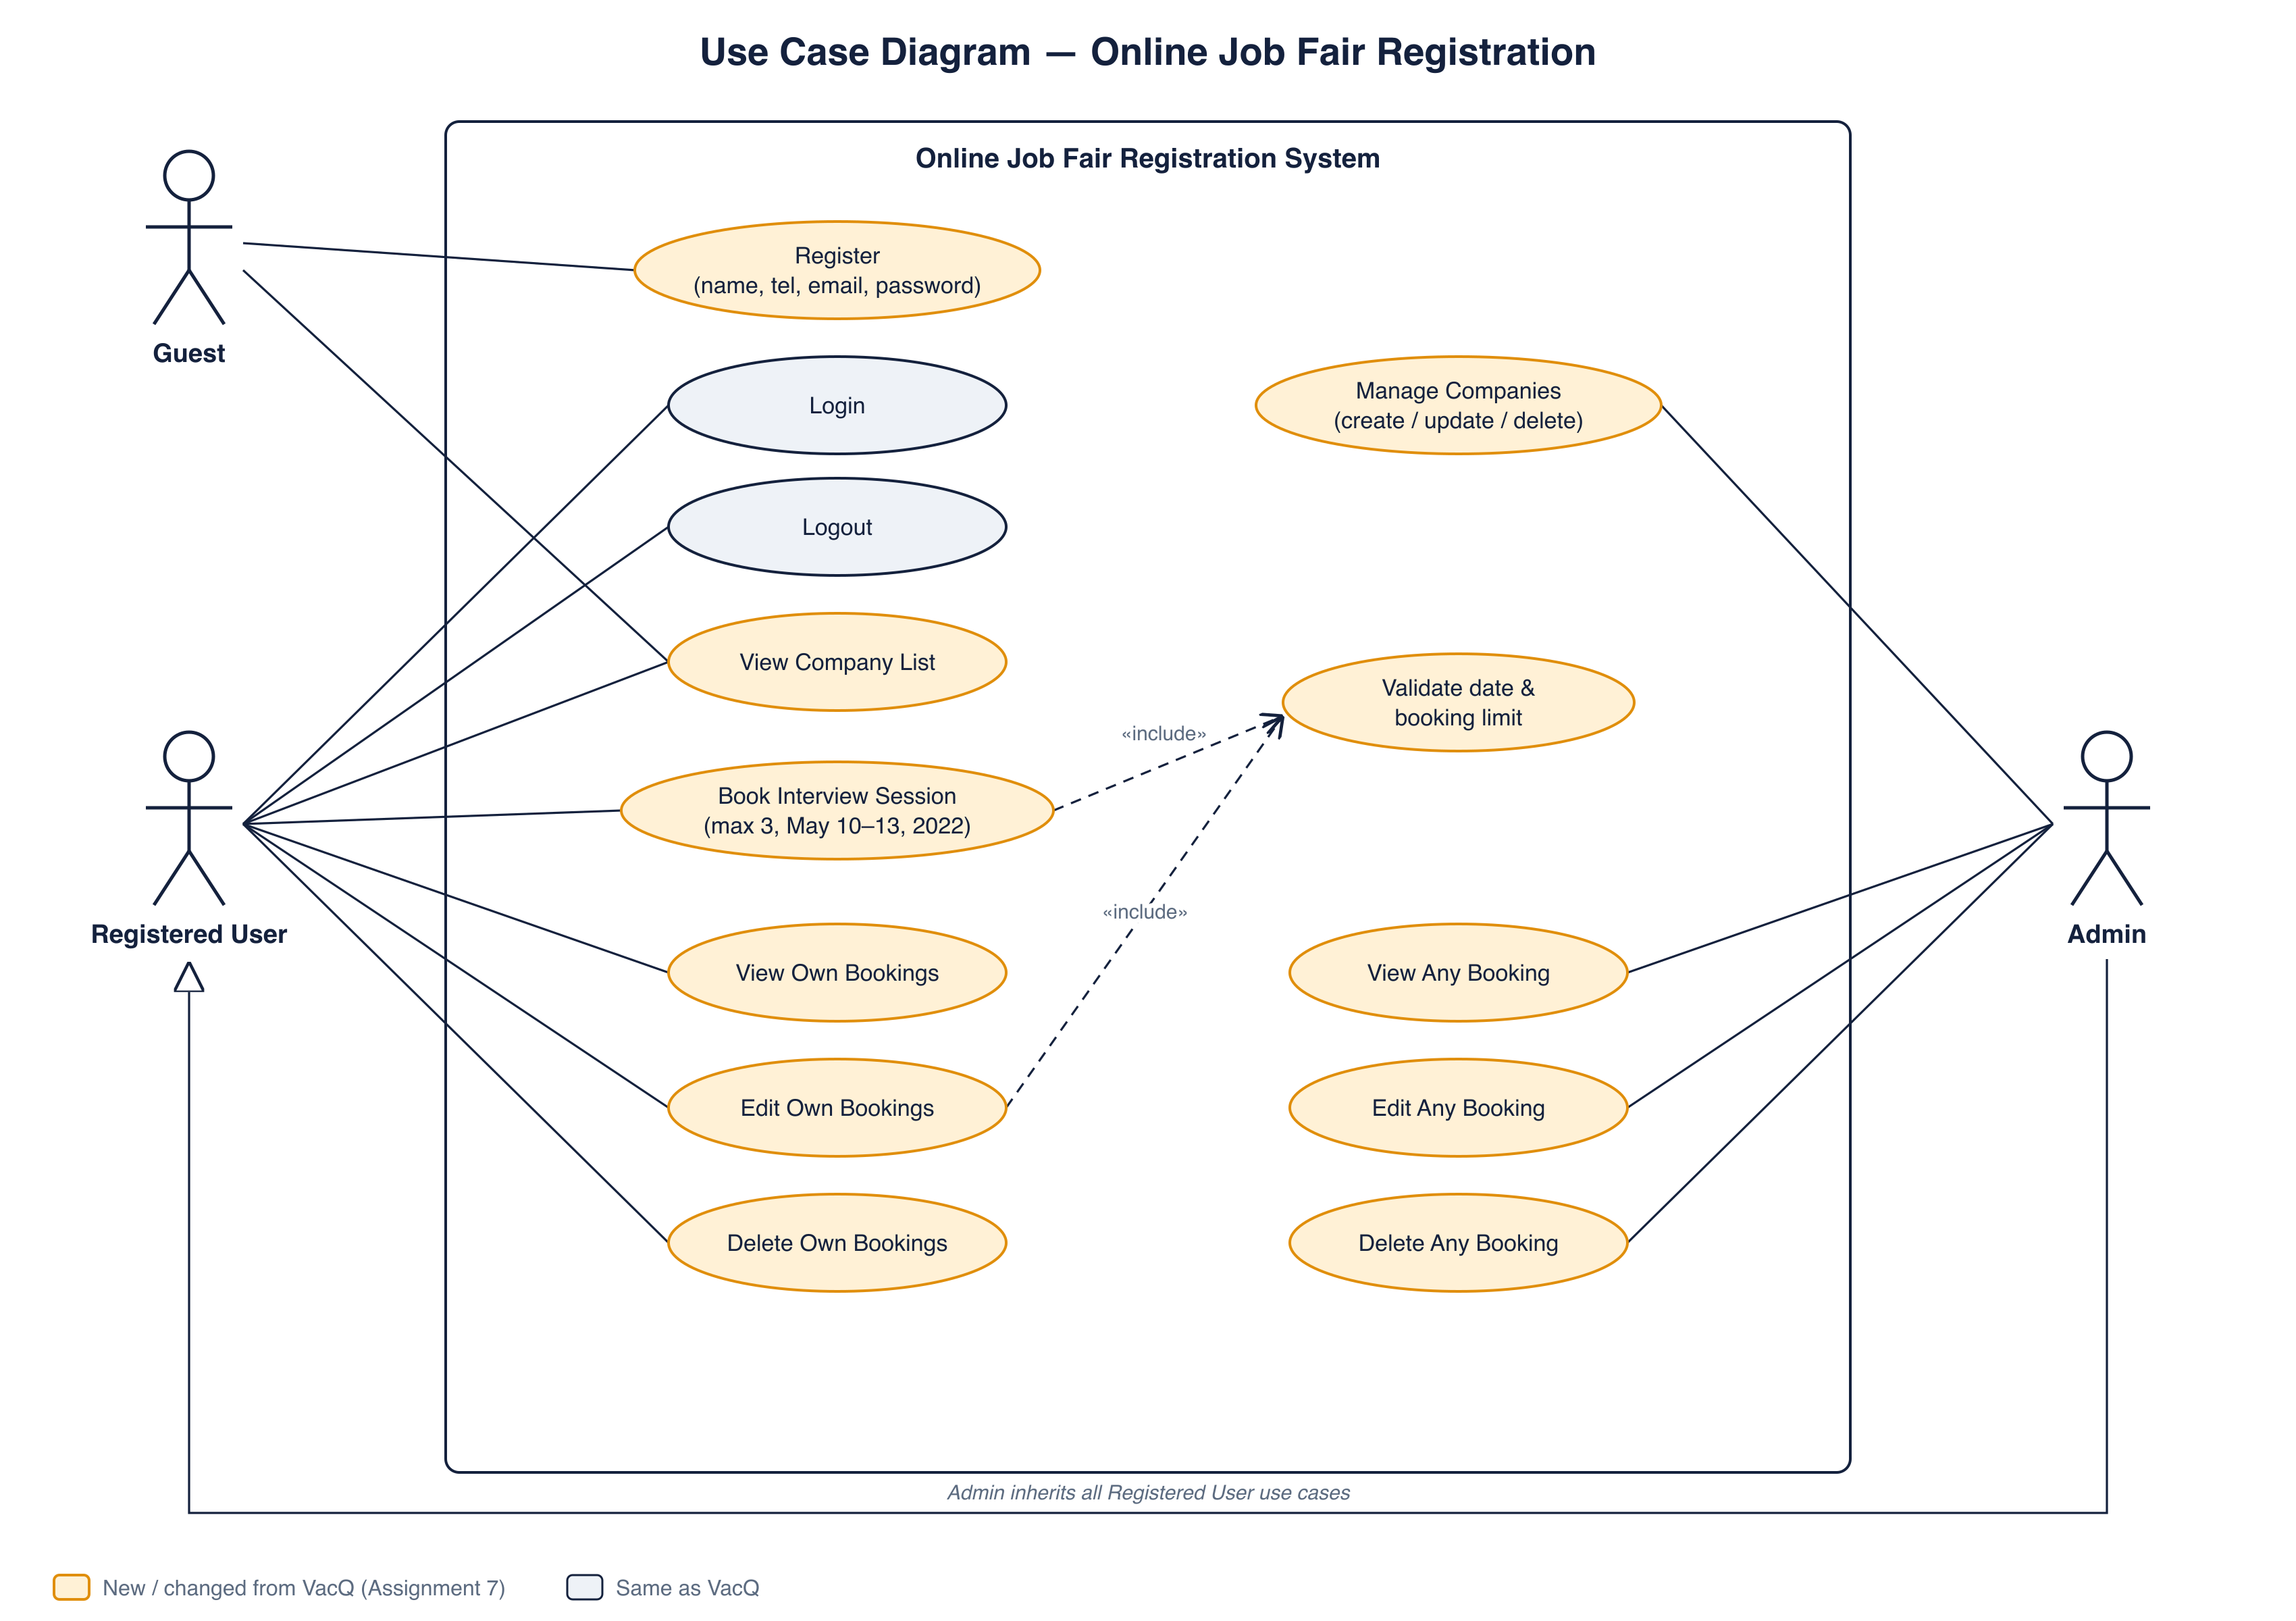 Use Case Diagram — Online Job Fair Registration
Online Job Fair Registration System
Guest
Register
(name, tel, email, password)
Login
Manage Companies
(create / update / delete)
Logout
View Company List
Validate date &
booking limit
«include»
Book Interview Session
(max 3, May 10–13, 2022)
«include»
Registered User
Admin
View Own Bookings
View Any Booking
Edit Own Bookings
Edit Any Booking
Delete Own Bookings
Delete Any Booking
Admin inherits all Registered User use cases
New / changed from VacQ (Assignment 7)
Same as VacQ